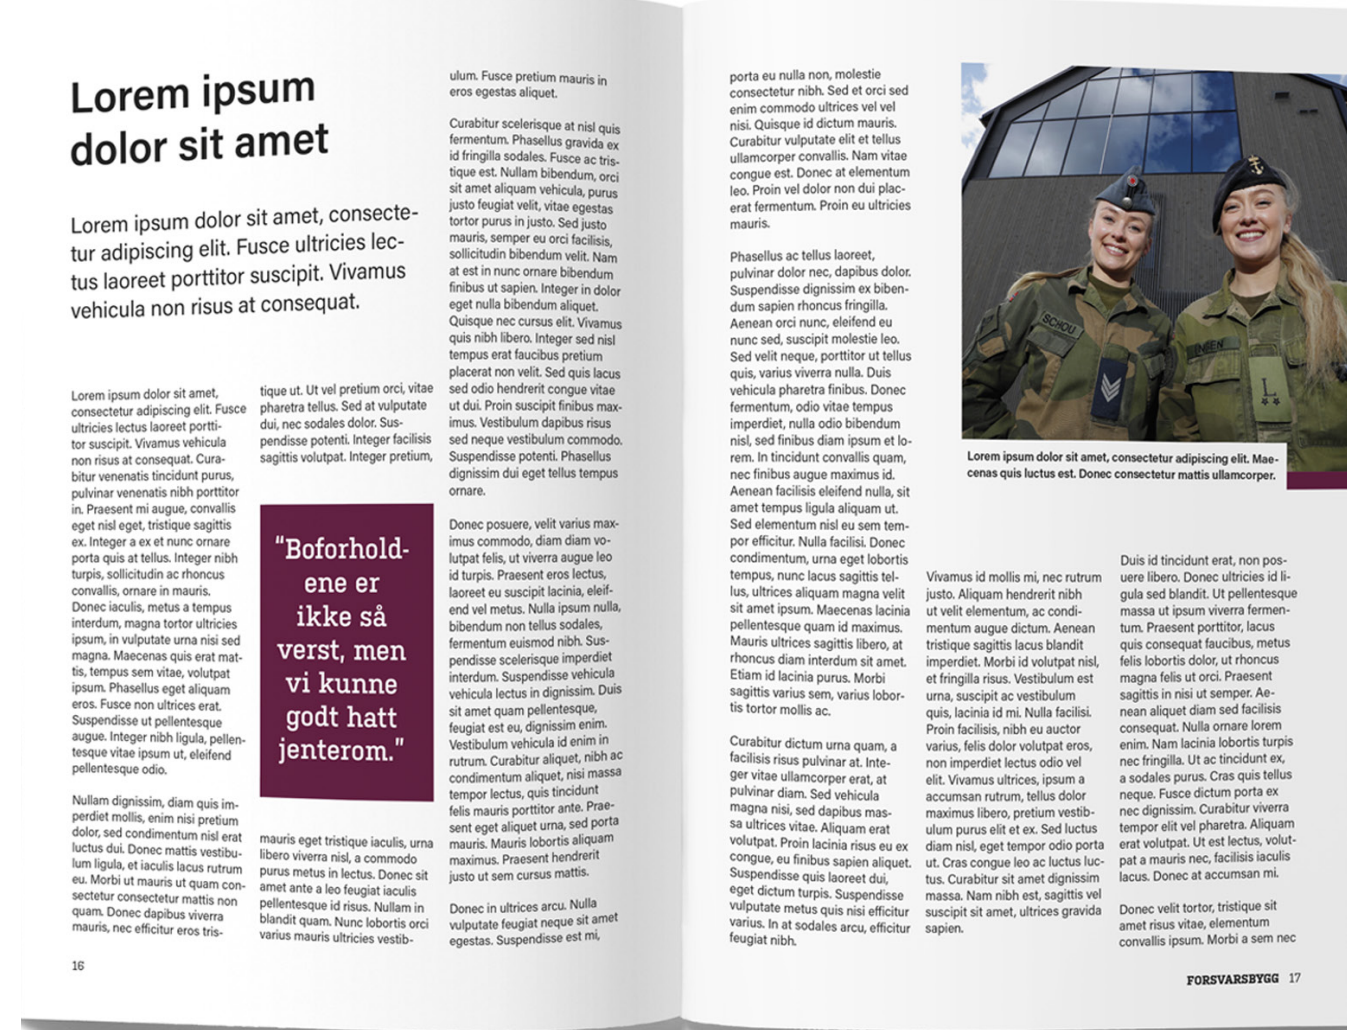 Lorem ipsum
dolor sit amet
Lorem ipsum dolor sit amet, consecte-
tur adipiscing elit. Fusce ultricies lec-
tus laoreet porttitor suscipit. Vivamus
vehicula non risus at consequat.
Lorem ipsum dolor sit amet,
consectetur adipiscing elit. Fusce
ultricies lectus laoreet portti-
tor suscipit. Vivamus vehicula
non risus at consequat. Cura-
bitur venenatis tincidunt purus,
pulvinar venenatis nibh porttitor
in. Praesent mi augue, convallis
eget nisl eget, tristique sagittis
ex. Integer a ex et nunc ornare
porta quis at tellus. Integer nibh
turpis, sollicitudin ac rhoncus
convallis, ornare in mauris.
Donec iaculis, metus a tempus
interdum, magna tortor ultricies
ipsum, in vulputate urna nisi sed
magna. Maecenas quis erat mat-
tis, tempus sem vitae, volutpat
ipsum. Phasellus eget aliquam
eros. Fusce non ultrices erat.
Suspendisse ut pellentesque
augue. Integer nibh ligula, pellen-
tesque vitae ipsum ut, eleifend
pellentesque odio.
Nullam dignissim, diam quis im-
perdiet mollis, enim nisi pretium
dolor, sed condimentum nisl erat
luctus dui. Donec mattis vestibu-
lum ligula, et iaculis lacus rutrum
eu. Morbi ut mauris ut quam con-
sectetur consectetur mattis non
quam. Donec dapibus viverra
mauris, nec efficitur eros tris-
tique ut. Ut vel pretium orci, vitae
pharetra tellus. Sed at vulputate
dui, nec sodales dolor. Sus-
pendisse potenti. Integer facilisis
sagittis volutpat. Integer pretium,
"Boforhold-
ene er
ikke så
verst, men
vi kunne
godt hatt
jenterom."
mauris eget tristique iaculis, urna
libero viverra nisl, a commodo
purus metus in lectus. Donec sit
amet ante a leo feugiat iaculis
pellentesque id risus. Nullam in
blandit quam. Nunc lobortis orci
varius mauris ultricies vestib-
ulum. Fusce pretium mauris in
eros egestas aliquet.
Curabitur scelerisque at nisl quis
fermentum. Phasellus gravida ex
id fringilla sodales. Fusce ac tris-
tique est. Nullam bibendum, orci
sit amet aliquam vehicula, purus
justo feugiat velit, vitae egestas
tortor purus in justo. Sed justo
mauris, semper eu orci facilisis,
sollicitudin bibendum velit. Nam
at est in nunc ornare bibendum
finibus ut sapien. Integer in dolor
eget nulla bibendum aliquet.
Quisque nec cursus elit. Vivamus
quis nibh libero. Integer sed nisl
tempus erat faucibus pretium
placerat non velit. Sed quis lacus
sed odio hendrerit congue vitae
ut dui. Proin suscipit finibus max-
imus. Vestibulum dapibus risus
sed neque vestibulum commodo.
Suspendisse potenti. Phasellus
dignissim dui eget tellus tempus
ornare.
Donec posuere, velit varius max-
imus commodo, diam diam vo-
lutpat felis, ut viverra augue leo
id turpis. Praesent eros lectus,
laoreet eu suscipit lacinia, eleif-
end vel metus. Nulla ipsum nulla,
bibendum non tellus sodales,
fermentum euismod nibh. Sus-
pendisse scelerisque imperdiet
interdum. Suspendisse vehicula
vehicula lectus in dignissim. Duis
sit amet quam pellentesque,
feugiat est eu, dignissim enim.
Vestibulum vehicula id enim in
rutrum. Curabitur aliquet, nibh ac
condimentum aliquet, nisi massa
tempor lectus, quis tincidunt
felis mauris porttitor ante. Prae-
sent eget aliquet urna, sed porta
mauris. Mauris lobortis aliquam
maximus. Praesent hendrerit
justo ut sem cursus mattis.
Donec in ultrices arcu. Nulla
vulputate feugiat neque sit amet
egestas. Suspendisse est mi,
16
porta eu nulla non, molestie
consectetur nibh. Sed et orci sed
enim commodo ultrices vel vel
nisi. Quisque id dictum mauris.
Curabitur vulputate elit et tellus
ullamcorper convallis. Nam vitae
congue est. Donec at elementum
leo. Proin vel dolor non dui plac-
erat fermentum. Proin eu ultricies
mauris.
Phasellus ac tellus laoreet,
pulvinar dolor nec, dapibus dolor.
Suspendisse dignissim ex biben-
dum sapien rhoncus fringilla.
Aenean orci nunc, eleifend eu
nunc sed, suscipit molestie leo.
Sed velit neque, porttitor ut tellus
quis, varius viverra nulla. Duis
vehicula pharetra finibus. Donec
fermentum, odio vitae tempus
imperdiet, nulla odio bibendum
nisl, sed finibus diam ipsum et lo-
rem. In tincidunt convallis quam,
nec finibus augue maximus id.
Aenean facilisis eleifend nulla, sit
amet tempus ligula aliquam ut.
Sed elementum nisl eu sem tem-
por efficitur. Nulla facilisi. Donec
condimentum, urna eget lobortis
tempus, nunc lacus sagittis tel-
lus, ultrices aliquam magna velit
sit amet ipsum. Maecenas lacinia
pellentesque quam id maximus.
Mauris ultrices sagittis libero, at
rhoncus diam interdum sit amet.
Etiam id lacinia purus. Morbi
sagittis varius sem, varius lobor-
tis tortor mollis ac.
Curabitur dictum urna quam, a
facilisis risus pulvinar at. Inte-
ger vitae ullamcorper erat, at
pulvinar diam. Sed vehicula
magna nisi, sed dapibus mas-
sa ultrices vitae. Aliquam erat
volutpat. Proin lacinia risus eu ex
congue, eu finibus sapien aliquet.
Suspendisse quis laoreet dui,
eget dictum turpis. Suspendisse
vulputate metus quis nisi efficitur
varius. In at sodales arcu, efficitur
feugiat nibh.
SCHOU
L
Lorem ipsum dolor sit amet, consectetur adipiscing elit. Mae-
cenas quis luctus est. Donec consectetur mattis ullamcorper.
Vivamus id mollis mi, nec rutrum
justo. Aliquam hendrerit nibh
ut velit elementum, ac condi-
mentum augue dictum. Aenean
tristique sagittis lacus blandit
imperdiet. Morbi id volutpat nisl,
et fringilla risus. Vestibulum est
urna, suscipit ac vestibulum
quis, lacinia id mi. Nulla facilisi.
Proin facilisis, nibh eu auctor
varius, felis dolor volutpat eros,
non imperdiet lectus odio vel
elit. Vivamus ultrices, ipsum a
accumsan rutrum, tellus dolor
maximus libero, pretium vestib-
ulum purus elit et ex. Sed luctus
diam nisl, eget tempor odio porta
ut. Cras congue leo ac luctus luc-
tus. Curabitur sit amet dignissim
massa. Nam nibh est, sagittis vel
suscipit sit amet, ultrices gravida
sapien.
Duis id tincidunt erat, non pos-
uere libero. Donec ultricies id li-
gula sed blandit. Ut pellentesque
massa ut ipsum viverra fermen-
tum. Praesent porttitor, lacus
quis consequat faucibus, metus
felis lobortis dolor, ut rhoncus
magna felis ut orci. Praesent
sagittis in nisi ut semper. Ae-
nean aliquet diam sed facilisis
consequat. Nulla ornare lorem
enim. Nam lacinia lobortis turpis
nec fringilla. Ut ac tincidunt ex,
a sodales purus. Cras quis tellus
neque. Fusce dictum porta ex
nec dignissim. Curabitur viverra
tempor elit vel pharetra. Aliquam
erat volutpat. Ut est lectus, volut-
pat a mauris nec, facilisis iaculis
lacus. Donec at accumsan mi.
Donec velit tortor, tristique sit
amet risus vitae, elementum
convallis ipsum. Morbi a sem nec
FORSVARSBYGG 17